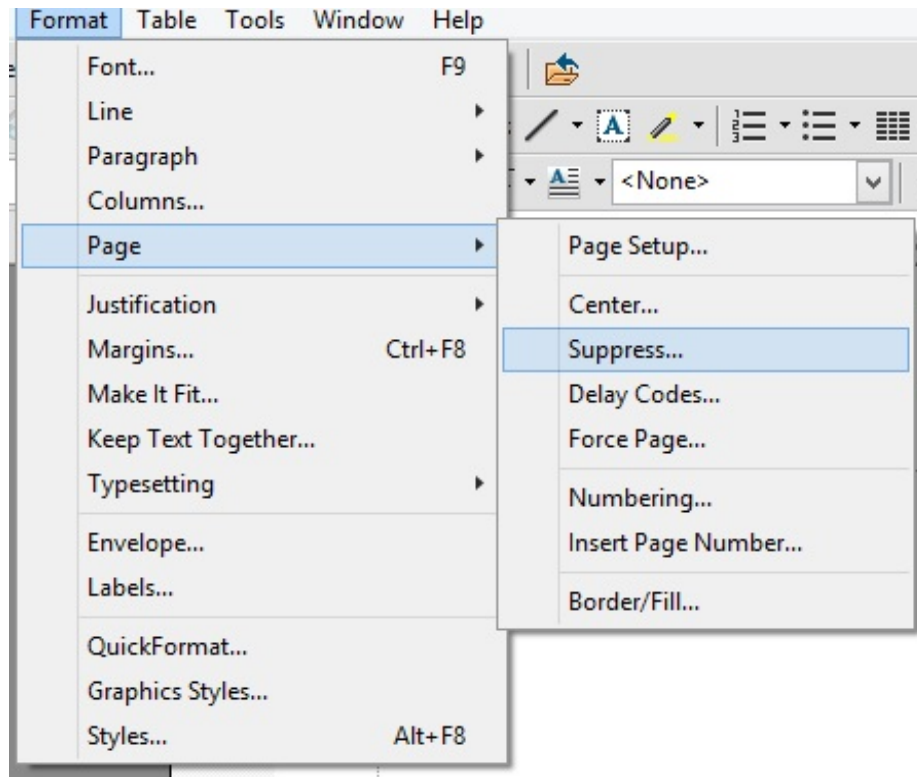 Format Table Tools Window Help
Font... F9
Line
Paragraph
Columns...
Page
Justification
Margins... Ctrl+F8
Make It Fit...
Keep Text Together...
Typesetting
Envelope...
Labels...
QuickFormat...
Graphics Styles...
Styles... Alt+F8
A
A
<None>
Page Setup...
Center...
Suppress...
Delay Codes...
Force Page...
Numbering...
Insert Page Number...
Border/Fill...